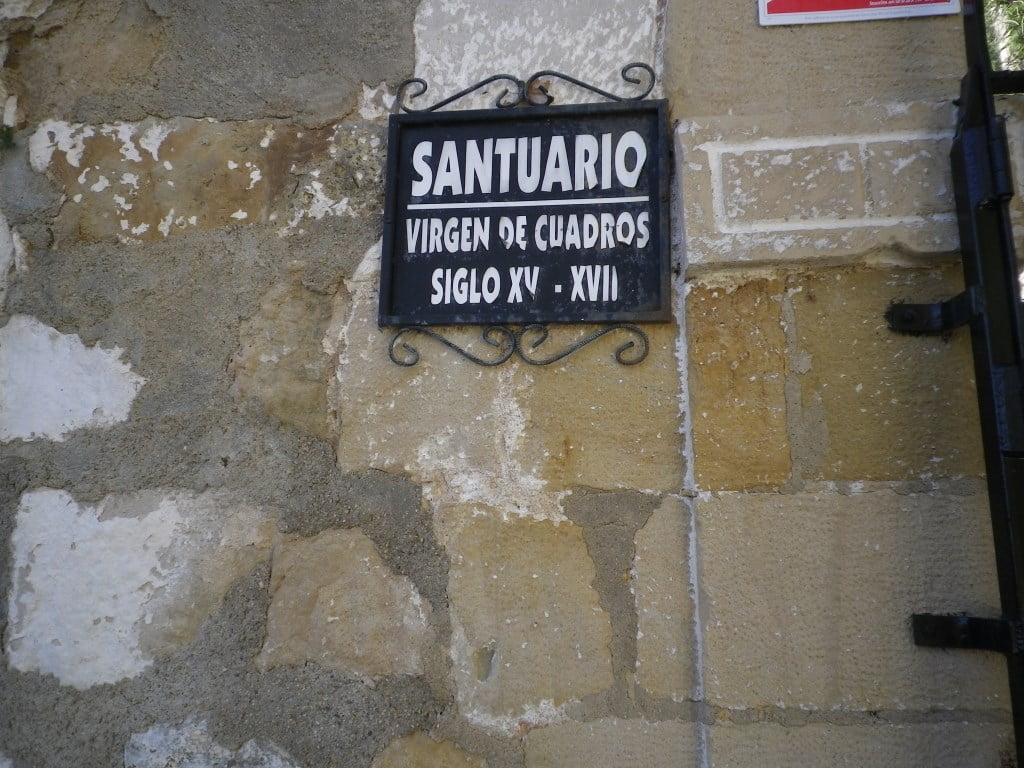 SANTUARIO
VIRGEN DE CUADROS
SIGLO XV - XVII